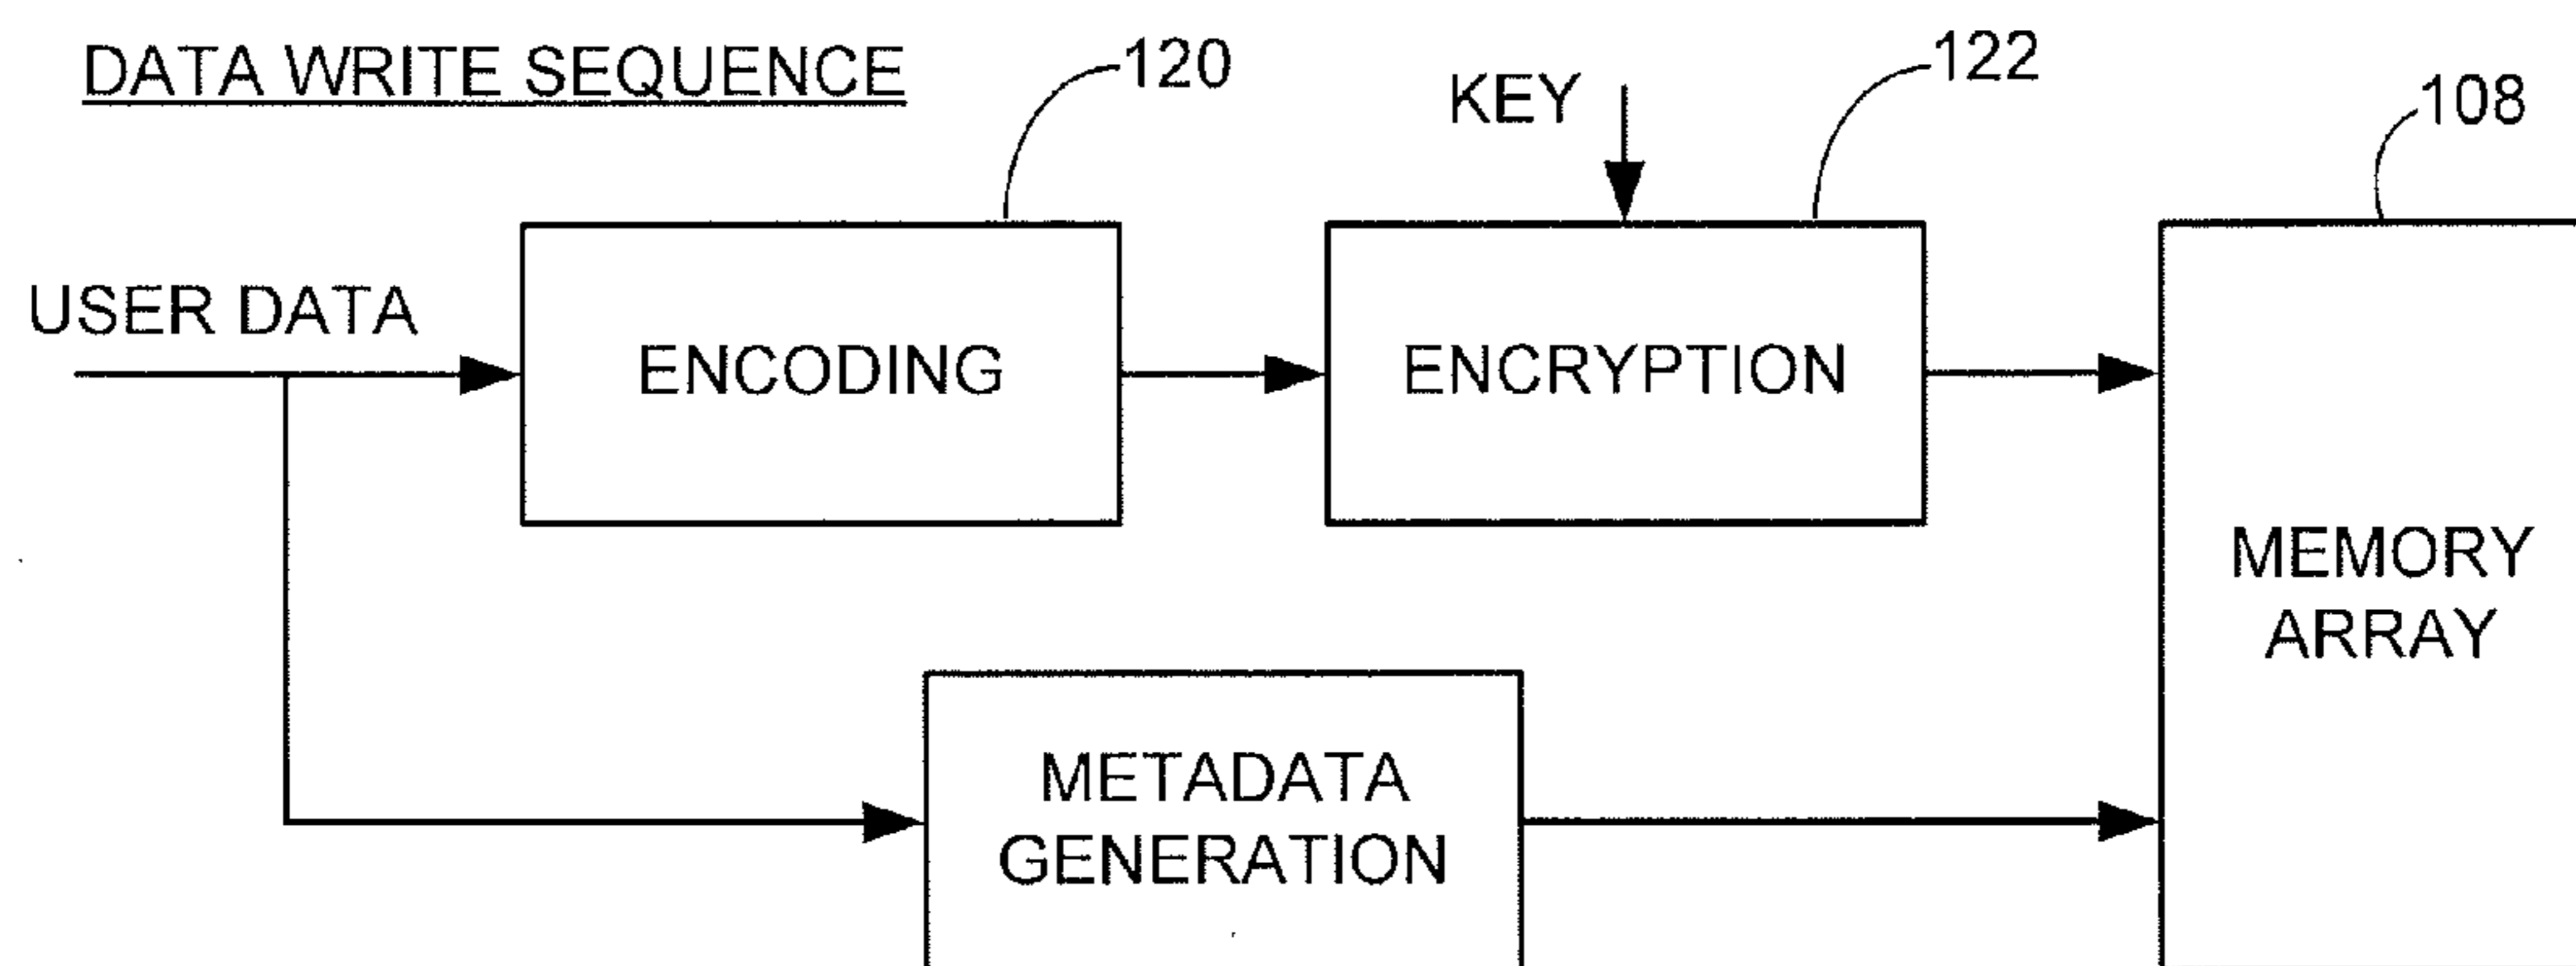 DATA WRITE SEQUENCE
120
KEY
122
108
USER DATA
ENCODING
ENCRYPTION
MEMORY
ARRAY
METADATA
GENERATION